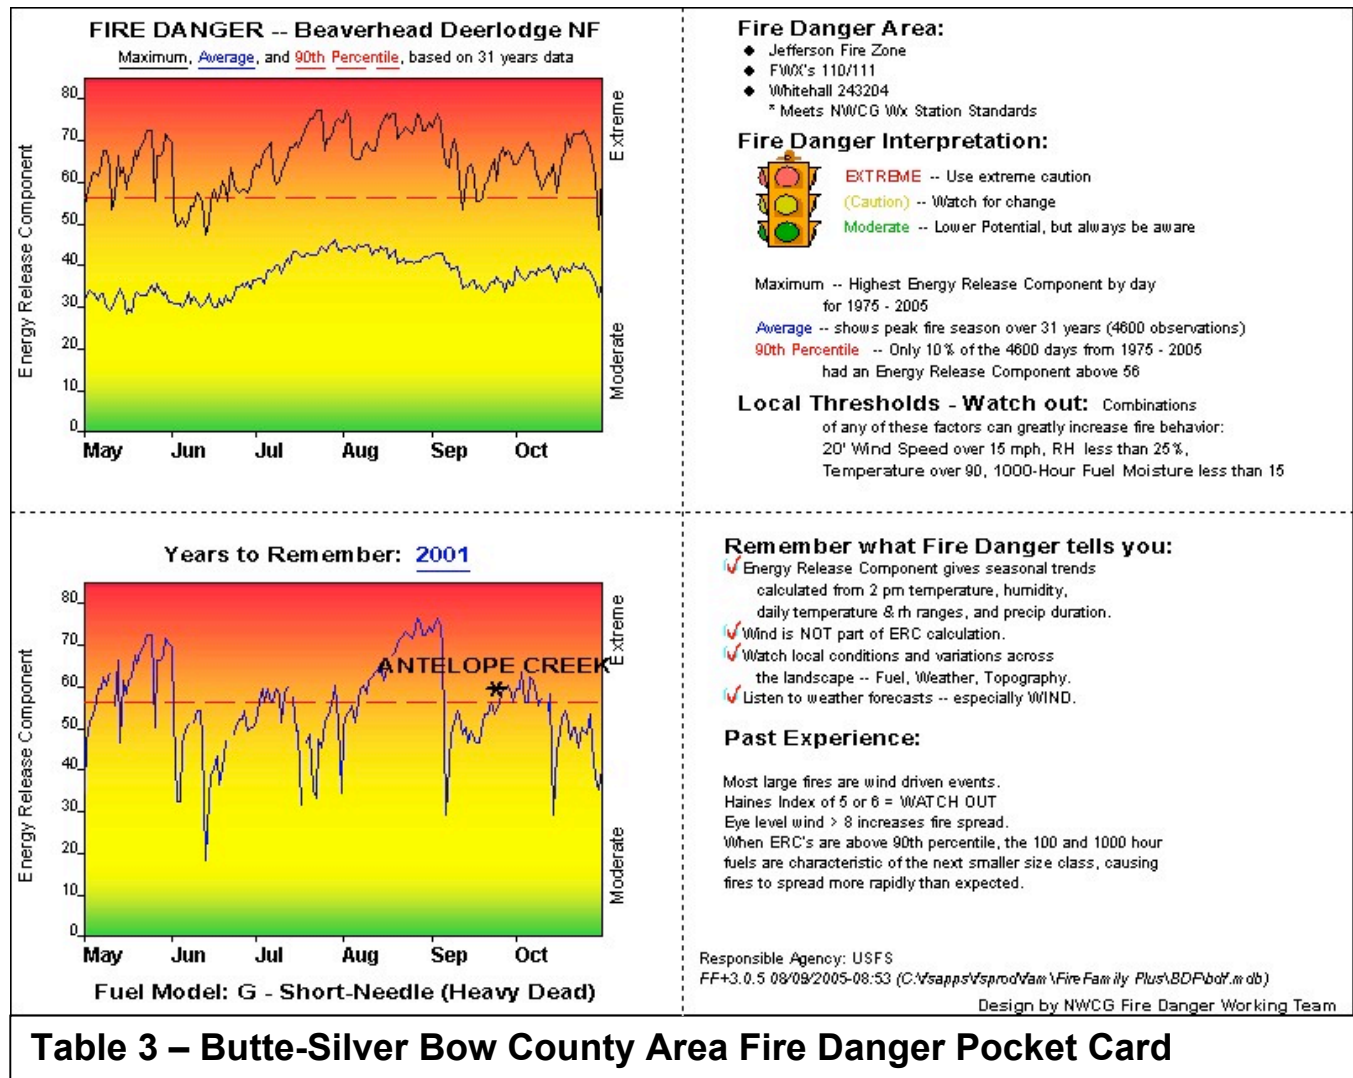 FIRE DANGER -- Beaverhead Deerlodge NF
Maximum, Average, and 90th Percentile, based on 31 years data
Energy Release Component
80
70
60
50
40
30
20
10
0
Extreme
Moderate
May Jun Jul Aug Sep Oct
Fire Danger Area:
◆ Jefferson Fire Zone
◆ FWX's 110/111
◆ Whitehall 243204
* Meets NWCG Wx Station Standards
Fire Danger Interpretation:
EXTREME -- Use extreme caution
(Caution) -- Watch for change
Moderate -- Lower Potential, but always be aware
Maximum -- Highest Energy Release Component by day
for 1975 - 2005
Average -- shows peak fire season over 31 years (4600 observations)
90th Percentile -- Only 10% of the 4600 days from 1975 - 2005
had an Energy Release Component above 56
Local Thresholds - Watch out: Combinations
of any of these factors can greatly increase fire behavior:
20' Wind Speed over 15 mph, RH less than 25%,
Temperature over 90, 1000-Hour Fuel Moisture less than 15
Years to Remember: 2001
Energy Release Component
80
70
60
50
40
30
20
10
0
ANTELOPE CREEK
Extreme
Moderate
May Jun Jul Aug Sep Oct
Fuel Model: G - Short-Needle (Heavy Dead)
Remember what Fire Danger tells you:
Energy Release Component gives seasonal trends
calculated from 2 pm temperature, humidity,
daily temperature & rh ranges, and precip duration.
Wind is NOT part of ERC calculation.
Watch local conditions and variations across
the landscape -- Fuel, Weather, Topography.
Listen to weather forecasts -- especially WIND.
Past Experience:
Most large fires are wind driven events.
Haines Index of 5 or 6 = WATCH OUT
Eye level wind > 8 increases fire spread.
When ERC's are above 90th percentile, the 100 and 1000 hour
fuels are characteristic of the next smaller size class, causing
fires to spread more rapidly than expected.
Responsible Agency: USFS
FF+3.0.5 08/09/2005-08:53 (C:\fsapps\fsprod\fam\FireFamily Plus\BDF\bdf.mdb)
Design by NWCG Fire Danger Working Team
Table 3 – Butte-Silver Bow County Area Fire Danger Pocket Card